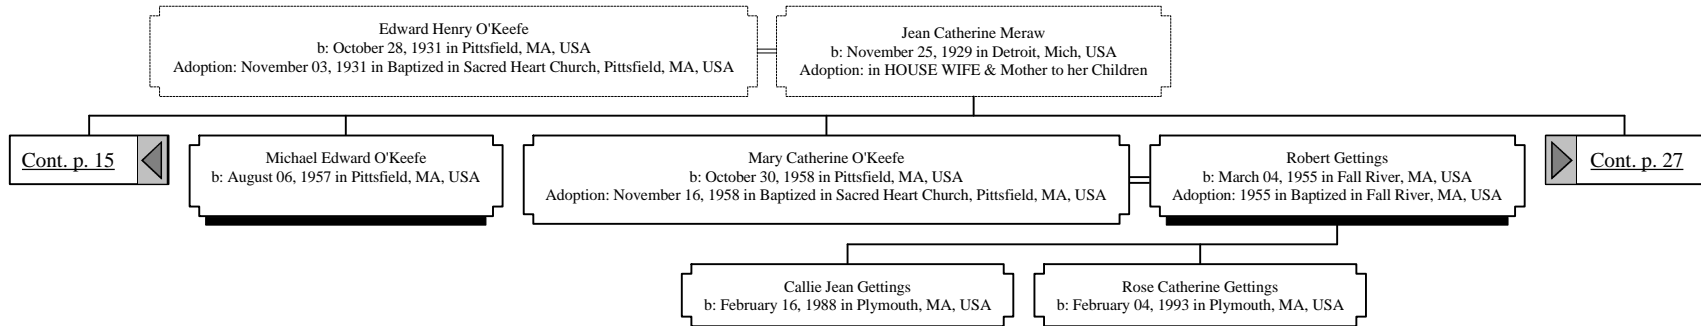 Edward Henry O'Keefe
b: October 28, 1931 in Pittsfield, MA, USA
Adoption: November 03, 1931 in Baptized in Sacred Heart Church, Pittsfield, MA, USA
Jean Catherine Meraw
b: November 25, 1929 in Detroit, Mich, USA
Adoption: in HOUSE WIFE & Mother to her Children
Cont. p. 15
Michael Edward O'Keefe
b: August 06, 1957 in Pittsfield, MA, USA
Mary Catherine O'Keefe
b: October 30, 1958 in Pittsfield, MA, USA
Adoption: November 16, 1958 in Baptized in Sacred Heart Church, Pittsfield, MA, USA
Robert Gettings
b: March 04, 1955 in Fall River, MA, USA
Adoption: 1955 in Baptized in Fall River, MA, USA
Cont. p. 27
Callie Jean Gettings
b: February 16, 1988 in Plymouth, MA, USA
Rose Catherine Gettings
b: February 04, 1993 in Plymouth, MA, USA